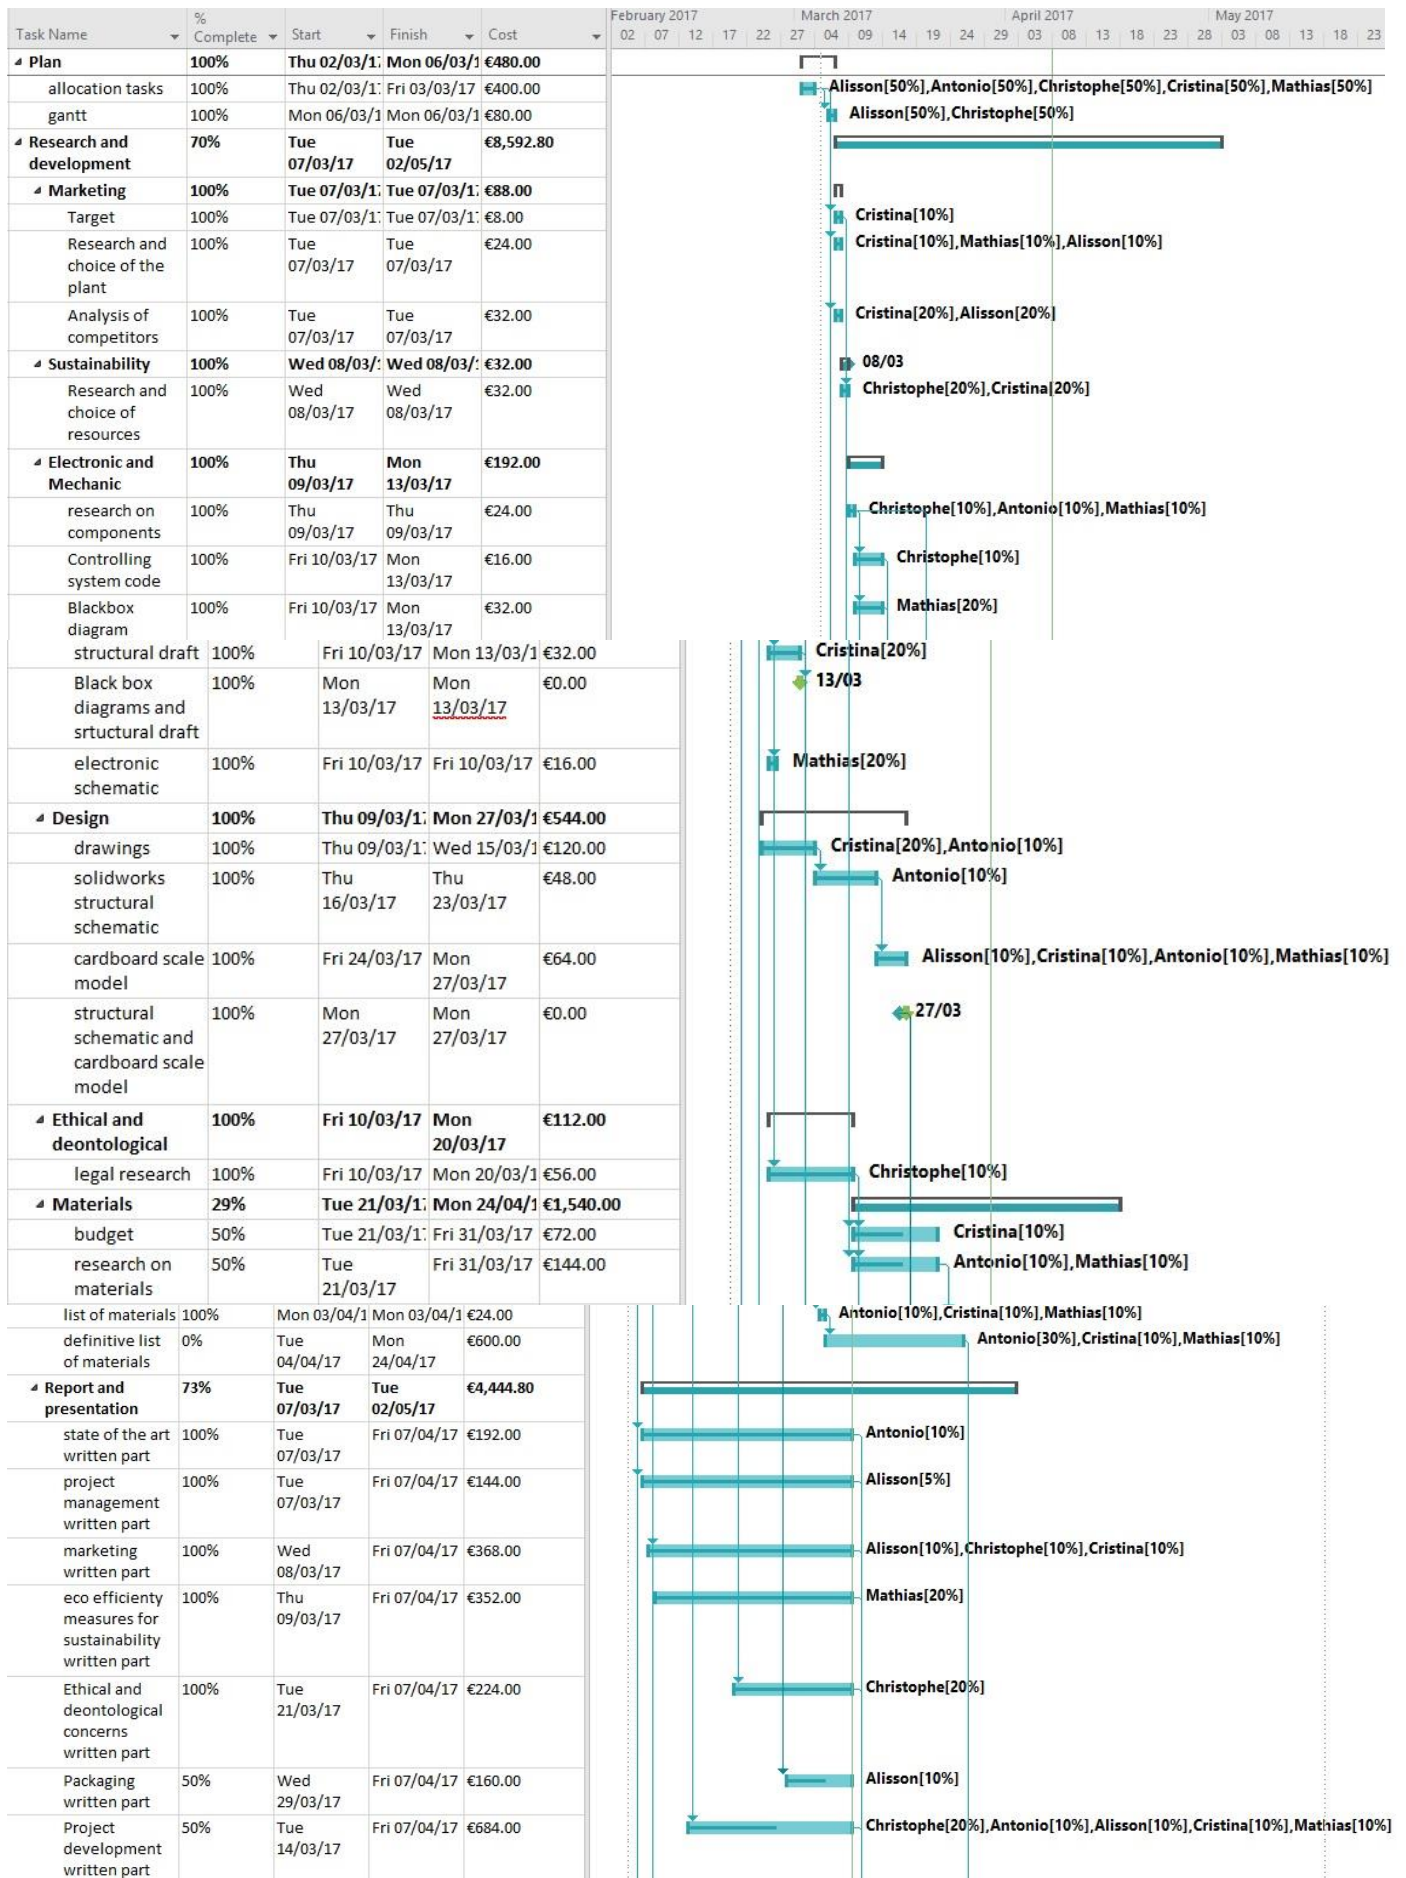 February 2017 March 2017 April 2017 May 2017
Task Name % Complete Start Finish Cost 02 07 12 17 22 27 04 09 14 19 24 29 03 08 13 18 23 28 03 08 13 18 23
Plan 100% Thu 02/03/1 Mon 06/03/1 €480.00
allocation tasks 100% Thu 02/03/1 Fri 03/03/17 €400.00 Alisson[50%],Antonio[50%],Christophe[50%],Cristina[50%],Mathias[50%]
gantt 100% Mon 06/03/1 Mon 06/03/1 €80.00 Alisson[50%],Christophe[50%]
Research and 70% Tue Tue €8,592.80
development 07/03/17 02/05/17
Marketing 100% Tue 07/03/1 Tue 07/03/1 €88.00
Target 100% Tue 07/03/1 Tue 07/03/1 €8.00 Cristina[10%]
Research and 100% Tue Tue €24.00 Cristina[10%],Mathias[10%],Alisson[10%]
choice of the 07/03/17 07/03/17
plant
Analysis of 100% Tue Tue €32.00 Cristina[20%],Alisson[20%]
competitors 07/03/17 07/03/17
Sustainability 100% Wed 08/03/ Wed 08/03/ €32.00 08/03
Research and 100% Wed Wed €32.00 Christophe[20%],Cristina[20%]
choice of 08/03/17 08/03/17
resources
Electronic and 100% Thu Mon €192.00
Mechanic 09/03/17 13/03/17
research on 100% Thu Thu €24.00 Christophe[10%],Antonio[10%],Mathias[10%]
components 09/03/17 09/03/17
Controlling 100% Fri 10/03/17 Mon €16.00 Christophe[10%]
system code 13/03/17
Blackbox 100% Fri 10/03/17 Mon €32.00 Mathias[20%]
diagram 13/03/17
structural draft 100% Fri 10/03/17 Mon 13/03/1 €32.00 Cristina[20%]
Black box 100% Mon Mon €0.00 13/03
diagrams and 13/03/17 13/03/17
srtuctural draft
electronic 100% Fri 10/03/17 Fri 10/03/17 €16.00 Mathias[20%]
schematic
Design 100% Thu 09/03/1 Mon 27/03/1 €544.00
drawings 100% Thu 09/03/1 Wed 15/03/1 €120.00 Cristina[20%],Antonio[10%]
solidworks 100% Thu Thu €48.00 Antonio[10%]
structural 16/03/17 23/03/17
schematic
cardboard scale 100% Fri 24/03/17 Mon €64.00 Alisson[10%],Cristina[10%],Antonio[10%],Mathias[10%]
model 27/03/17
structural 100% Mon Mon €0.00 27/03
schematic and 27/03/17 27/03/17
cardboard scale
model
Ethical and 100% Fri 10/03/17 Mon €112.00
deontological 20/03/17
legal research 100% Fri 10/03/17 Mon 20/03/1 €56.00 Christophe[10%]
Materials 29% Tue 21/03/1 Mon 24/04/1 €1,540.00
budget 50% Tue 21/03/1 Fri 31/03/17 €72.00 Cristina[10%]
research on 50% Tue Fri 31/03/17 €144.00 Antonio[10%],Mathias[10%]
materials 21/03/17
list of materials 100% Mon 03/04/1 Mon 03/04/1 €24.00 Antonio[10%],Cristina[10%],Mathias[10%]
definitive list 0% Tue Mon €600.00 Antonio[30%],Cristina[10%],Mathias[10%]
of materials 04/04/17 24/04/17
Report and 73% Tue Tue €4,444.80
presentation 07/03/17 02/05/17
state of the art 100% Tue Fri 07/04/17 €192.00 Antonio[10%]
written part 07/03/17
project 100% Tue Fri 07/04/17 €144.00 Alisson[5%]
management 07/03/17
written part
marketing 100% Wed Fri 07/04/17 €368.00 Alisson[10%],Christophe[10%],Cristina[10%]
written part 08/03/17
eco efficienty 100% Thu Fri 07/04/17 €352.00 Mathias[20%]
measures for 09/03/17
sustainability
written part
Ethical and 100% Tue Fri 07/04/17 €224.00 Christophe[20%]
deontological 21/03/17
concerns
written part
Packaging 50% Wed Fri 07/04/17 €160.00 Alisson[10%]
written part 29/03/17
Project 50% Tue Fri 07/04/17 €684.00 Christophe[20%],Antonio[10%],Alisson[10%],Cristina[10%],Mathias[10%]
development 14/03/17
written part